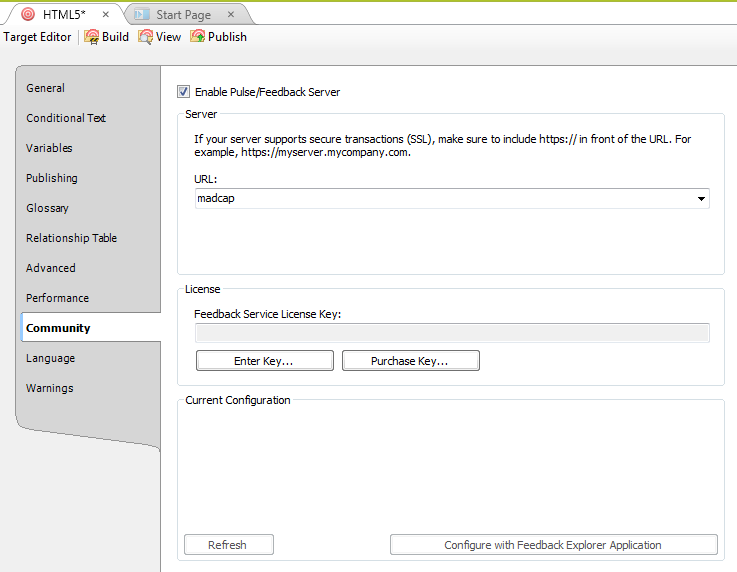 HTML5* × Start Page ×
Target Editor Build View Publish
General
Conditional Text
Variables
Publishing
Glossary
Relationship Table
Advanced
Performance
Community
Language
Warnings
Enable Pulse/Feedback Server
Server
If your server supports secure transactions (SSL), make sure to include https:// in front of the URL. For
example, https://myserver.mycompany.com.
URL:
madcap
License
Feedback Service License Key:
Enter Key... Purchase Key...
Current Configuration
Refresh Configure with Feedback Explorer Application